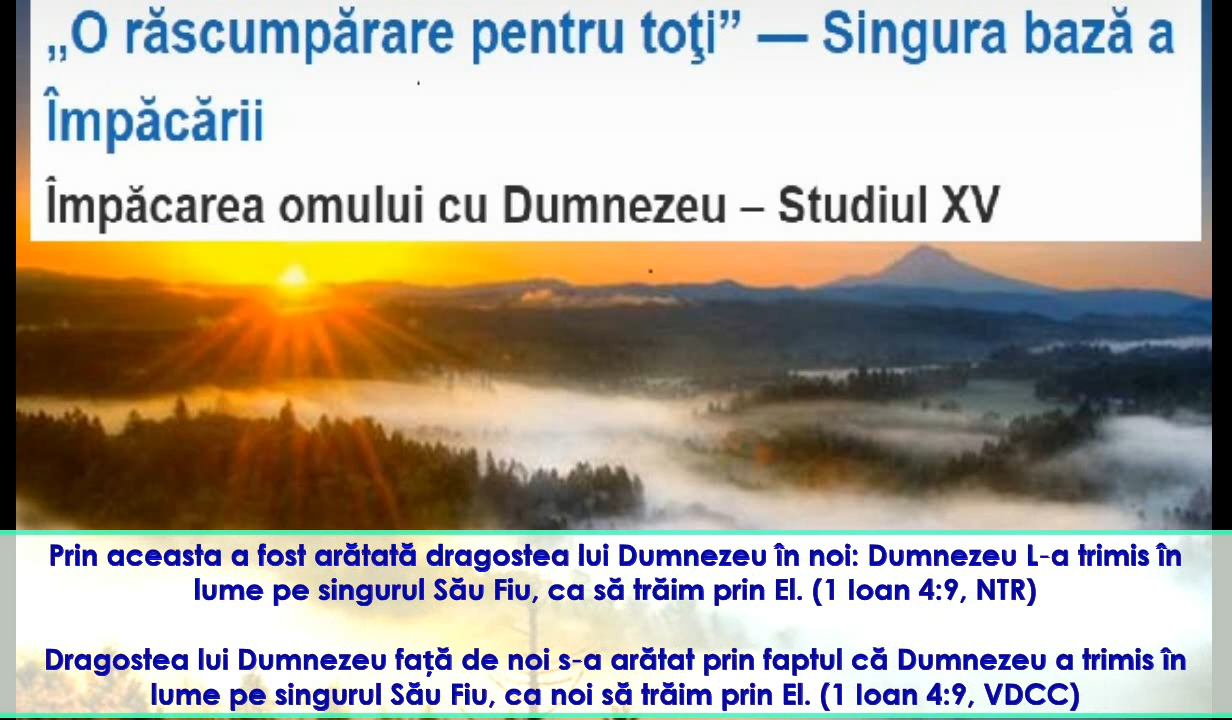 „O răscumpărare pentru toţi” — Singura bază a
Împăcării
Împăcarea omului cu Dumnezeu – Studiul XV
Prin aceasta a fost arătată dragostea lui Dumnezeu în noi: Dumnezeu L-a trimis în
lume pe singurul Său Fiu, ca să trăim prin El. (1 Ioan 4:9, NTR)
Dragostea lui Dumnezeu față de noi s-a arătat prin faptul că Dumnezeu a trimis în
lume pe singurul Său Fiu, ca noi să trăim prin El. (1 Ioan 4:9, VDCC)